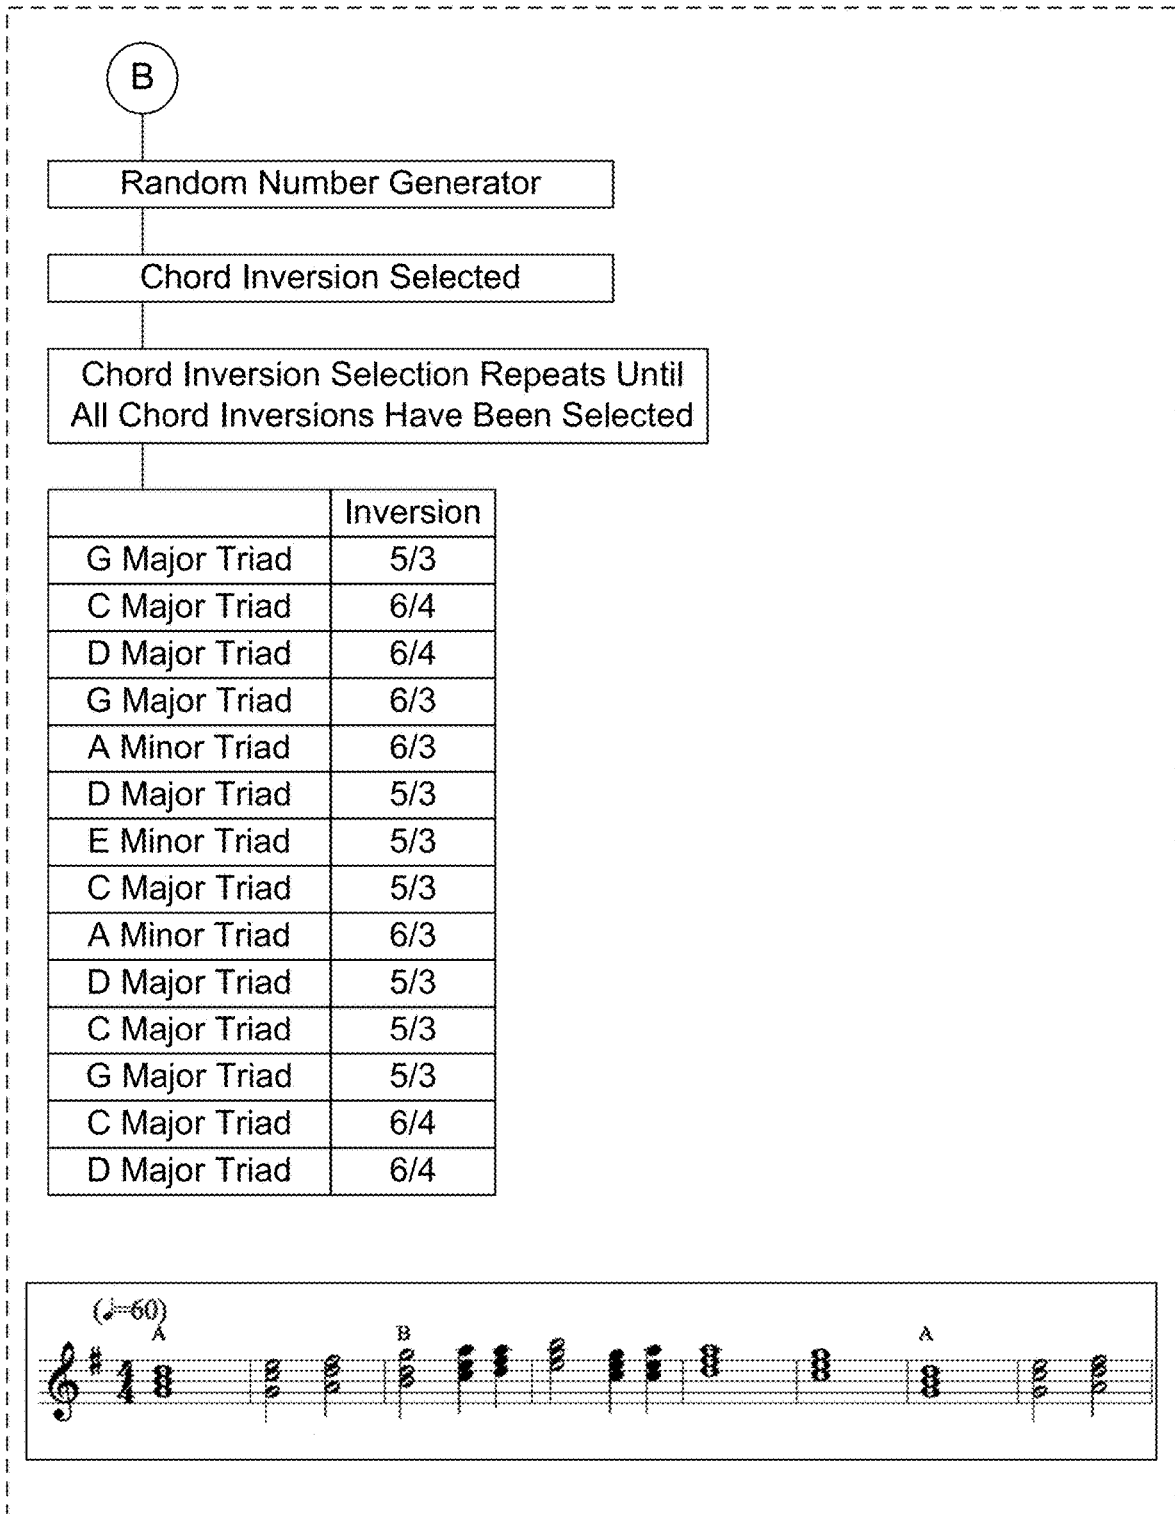 B
Random Number Generator
Chord Inversion Selected
Chord Inversion Selection Repeats Until
All Chord Inversions Have Been Selected
Inversion
G Major Triad 5/3
C Major Triad 6/4
D Major Triad 6/4
G Major Triad 6/3
A Minor Triad 6/3
D Major Triad 5/3
E Minor Triad 5/3
C Major Triad 5/3
A Minor Triad 6/3
D Major Triad 5/3
C Major Triad 5/3
G Major Triad 5/3
C Major Triad 6/4
D Major Triad 6/4
(♩=60)
A B A
4
4